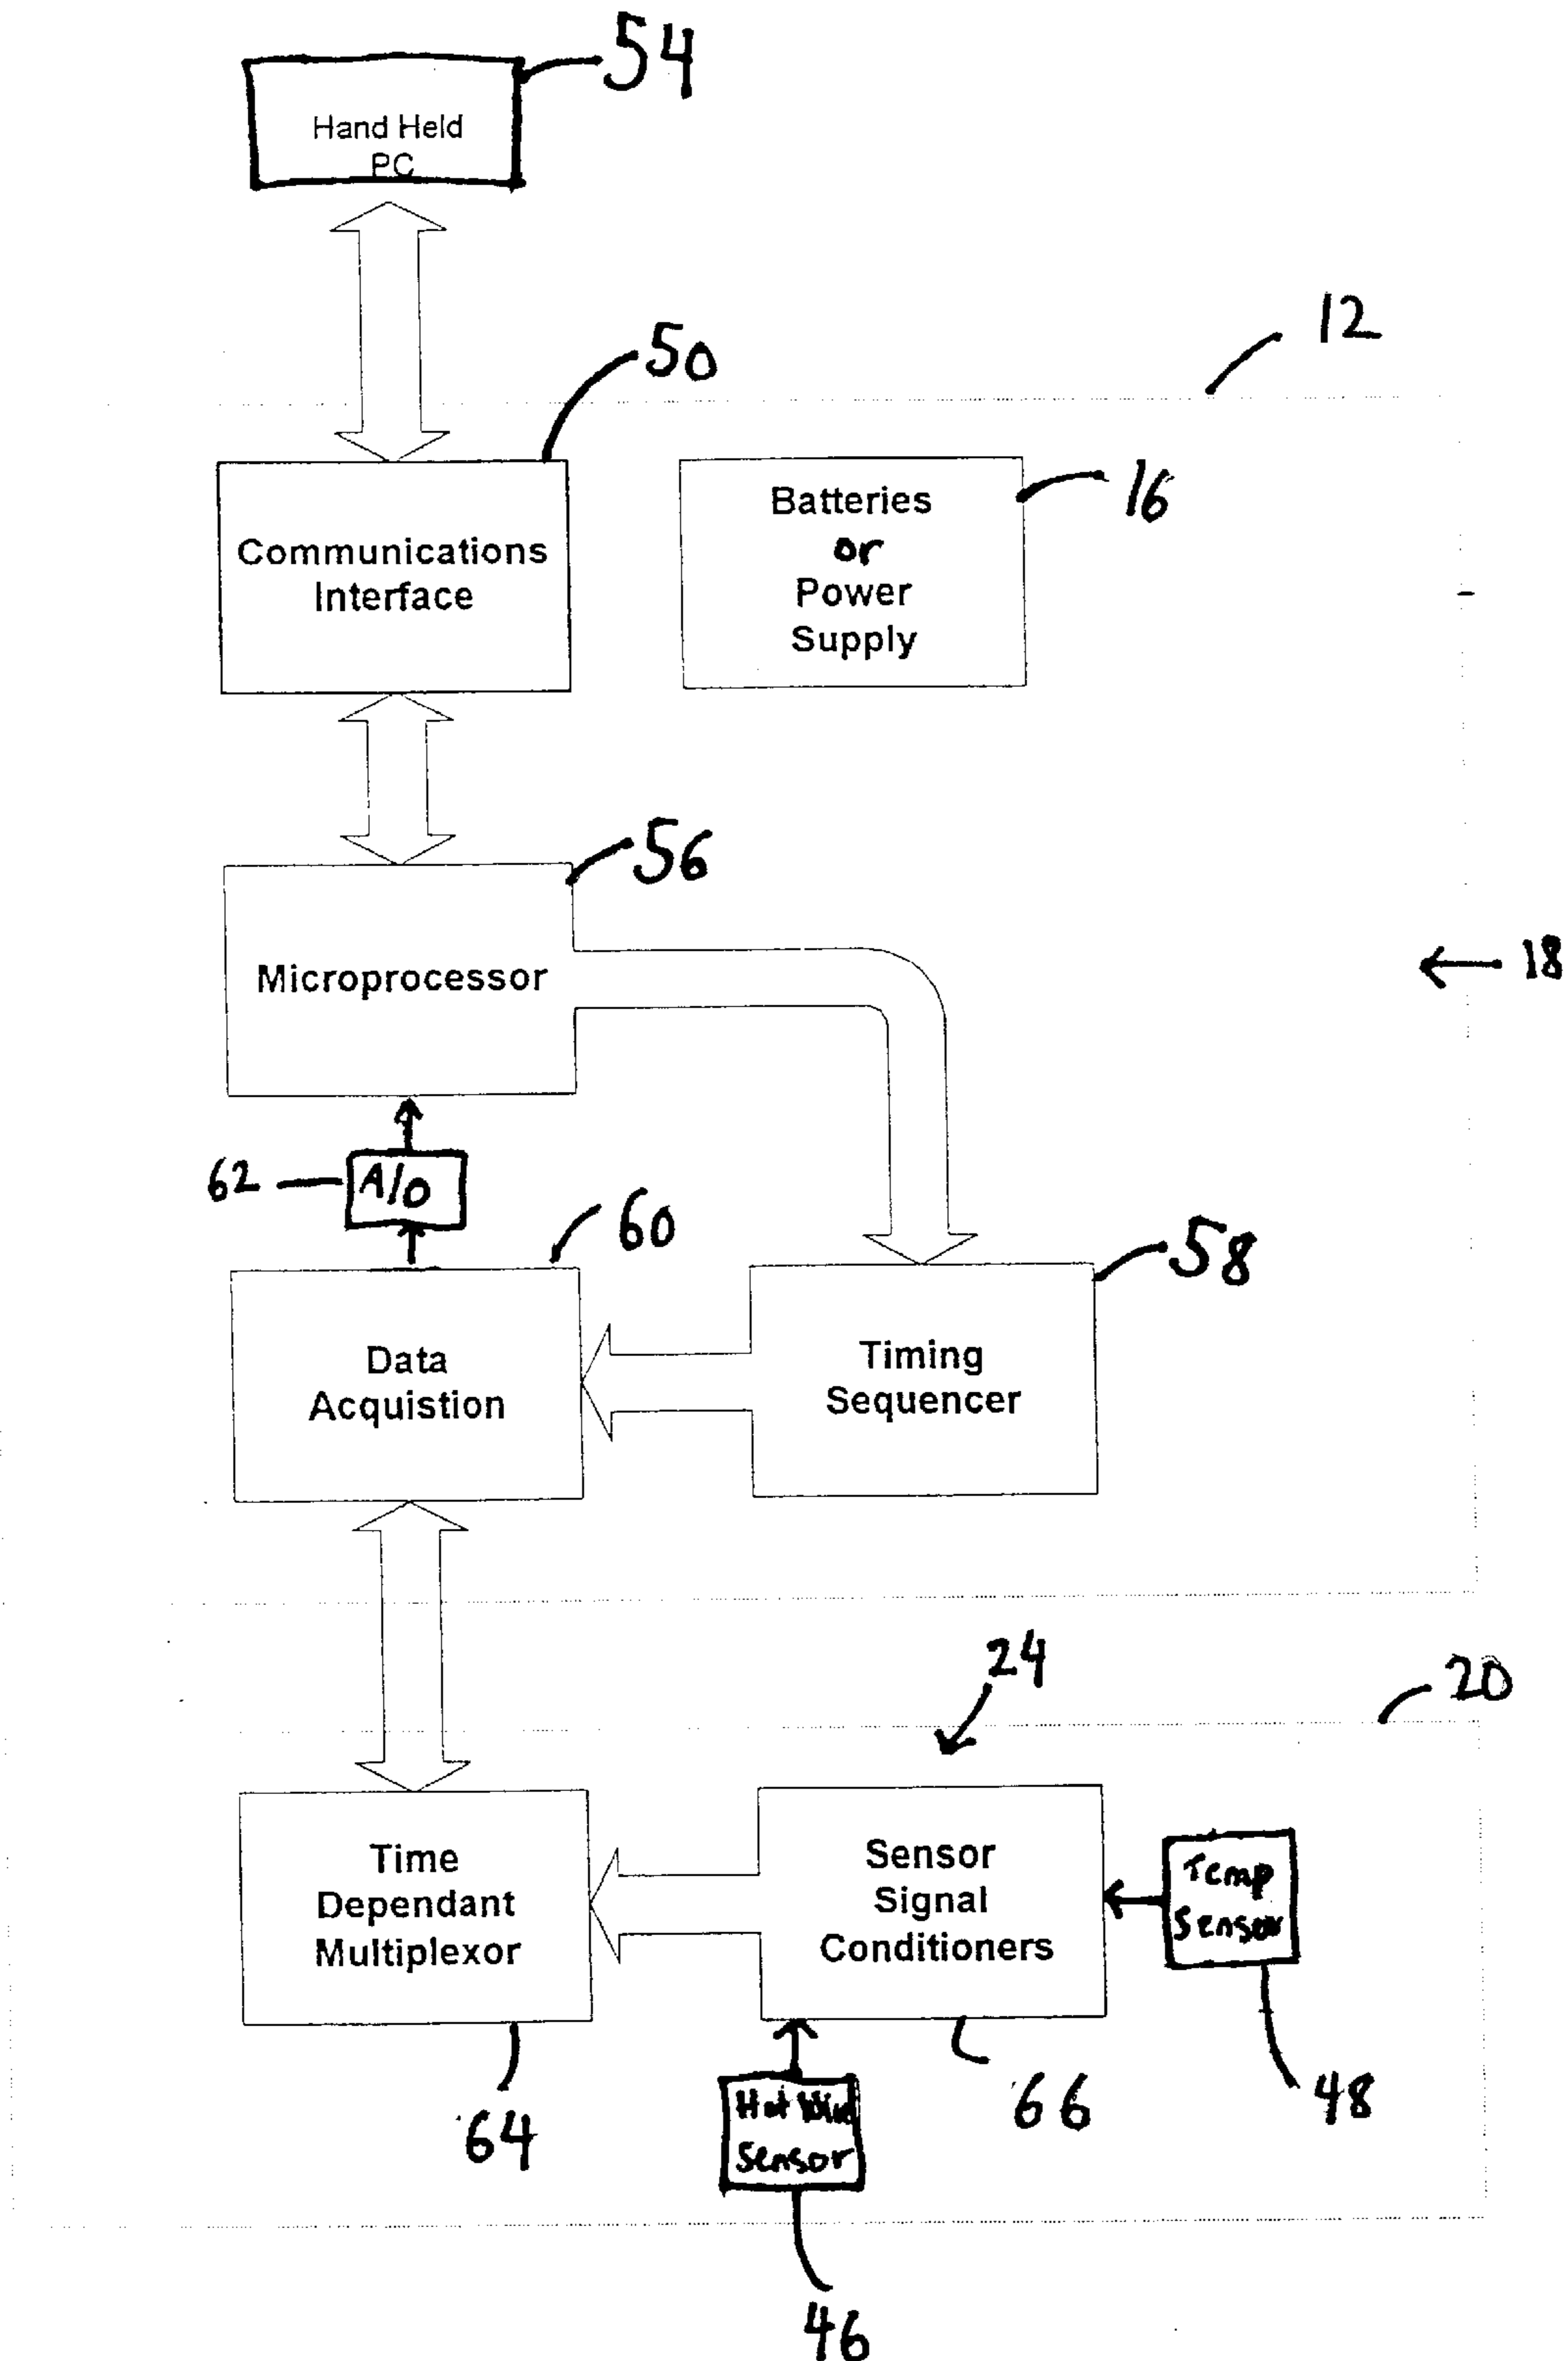 54
Hand Held
PC
12
50
Communications
Interface
16
Batteries
or
Power
Supply
56
Microprocessor
18
62
A/D
60
Data
Acquistion
58
Timing
Sequencer
24
20
Time
Dependant
Multiplexor
64
Sensor
Signal
Conditioners
66
Temp
Sensor
48
Hot
Sensor
46